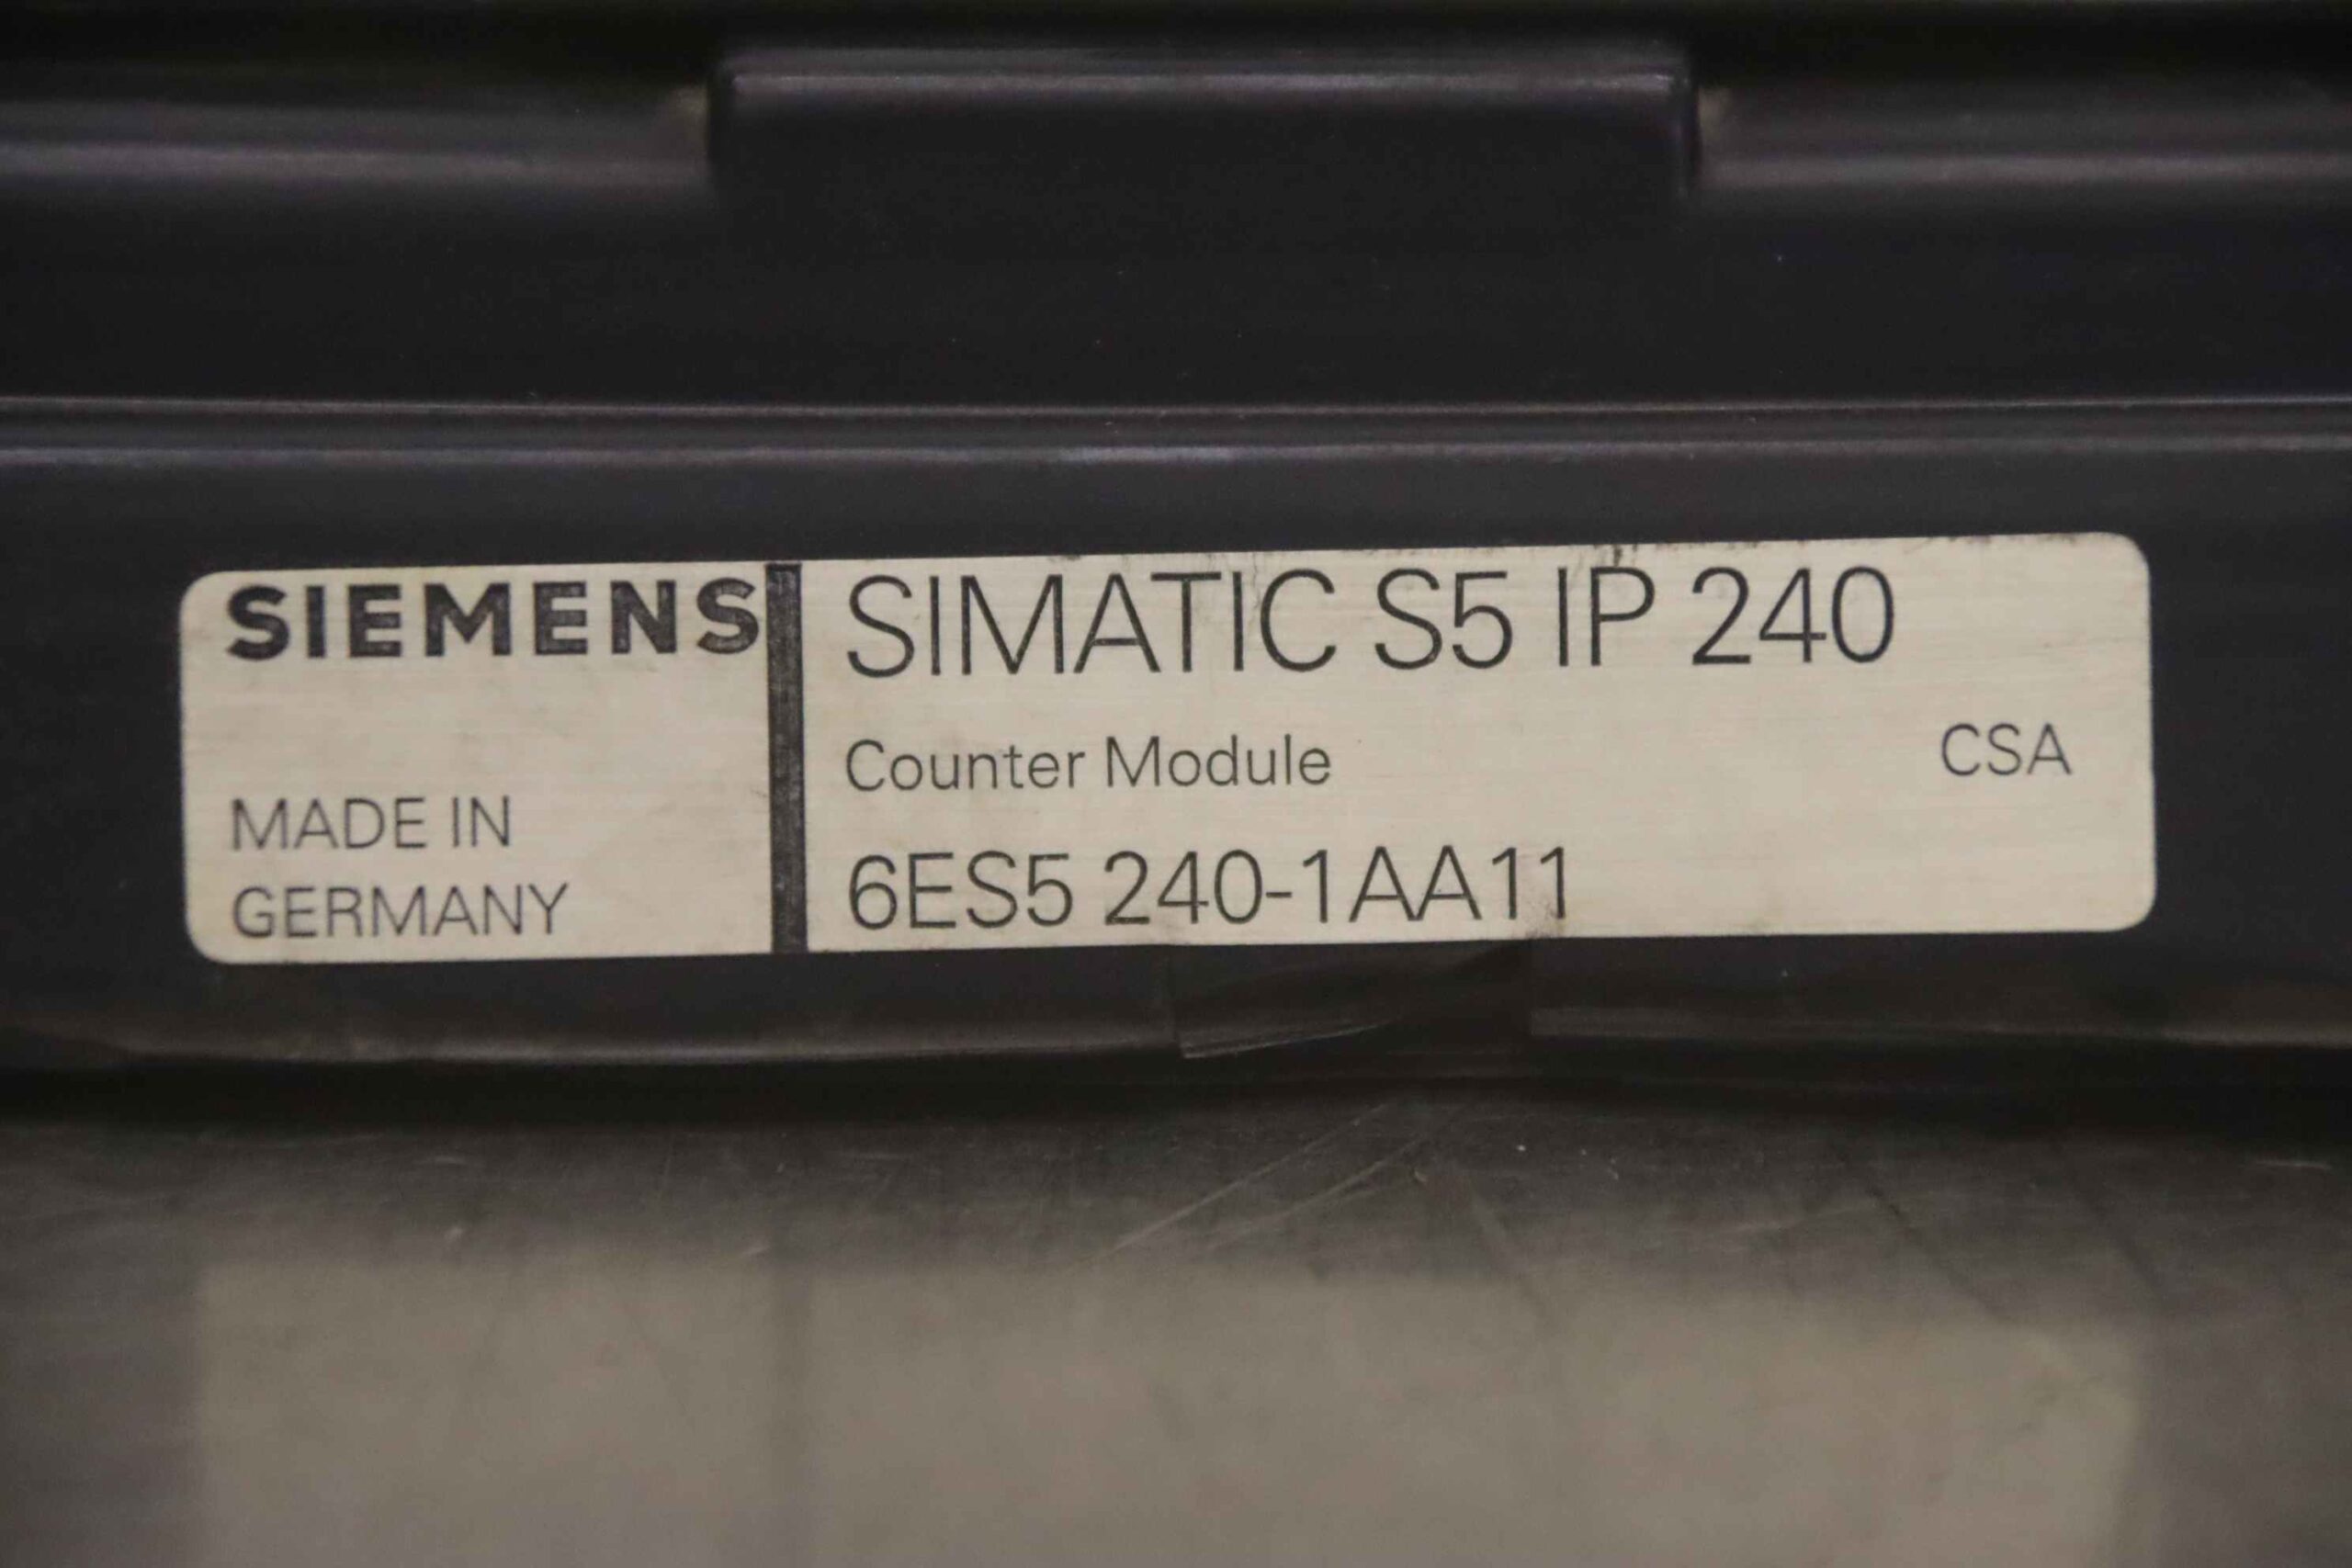 SIEMENS
MADE IN
GERMANY
SIMATIC S5 IP 240
Counter Module CSA
6ES5 240-1AA11